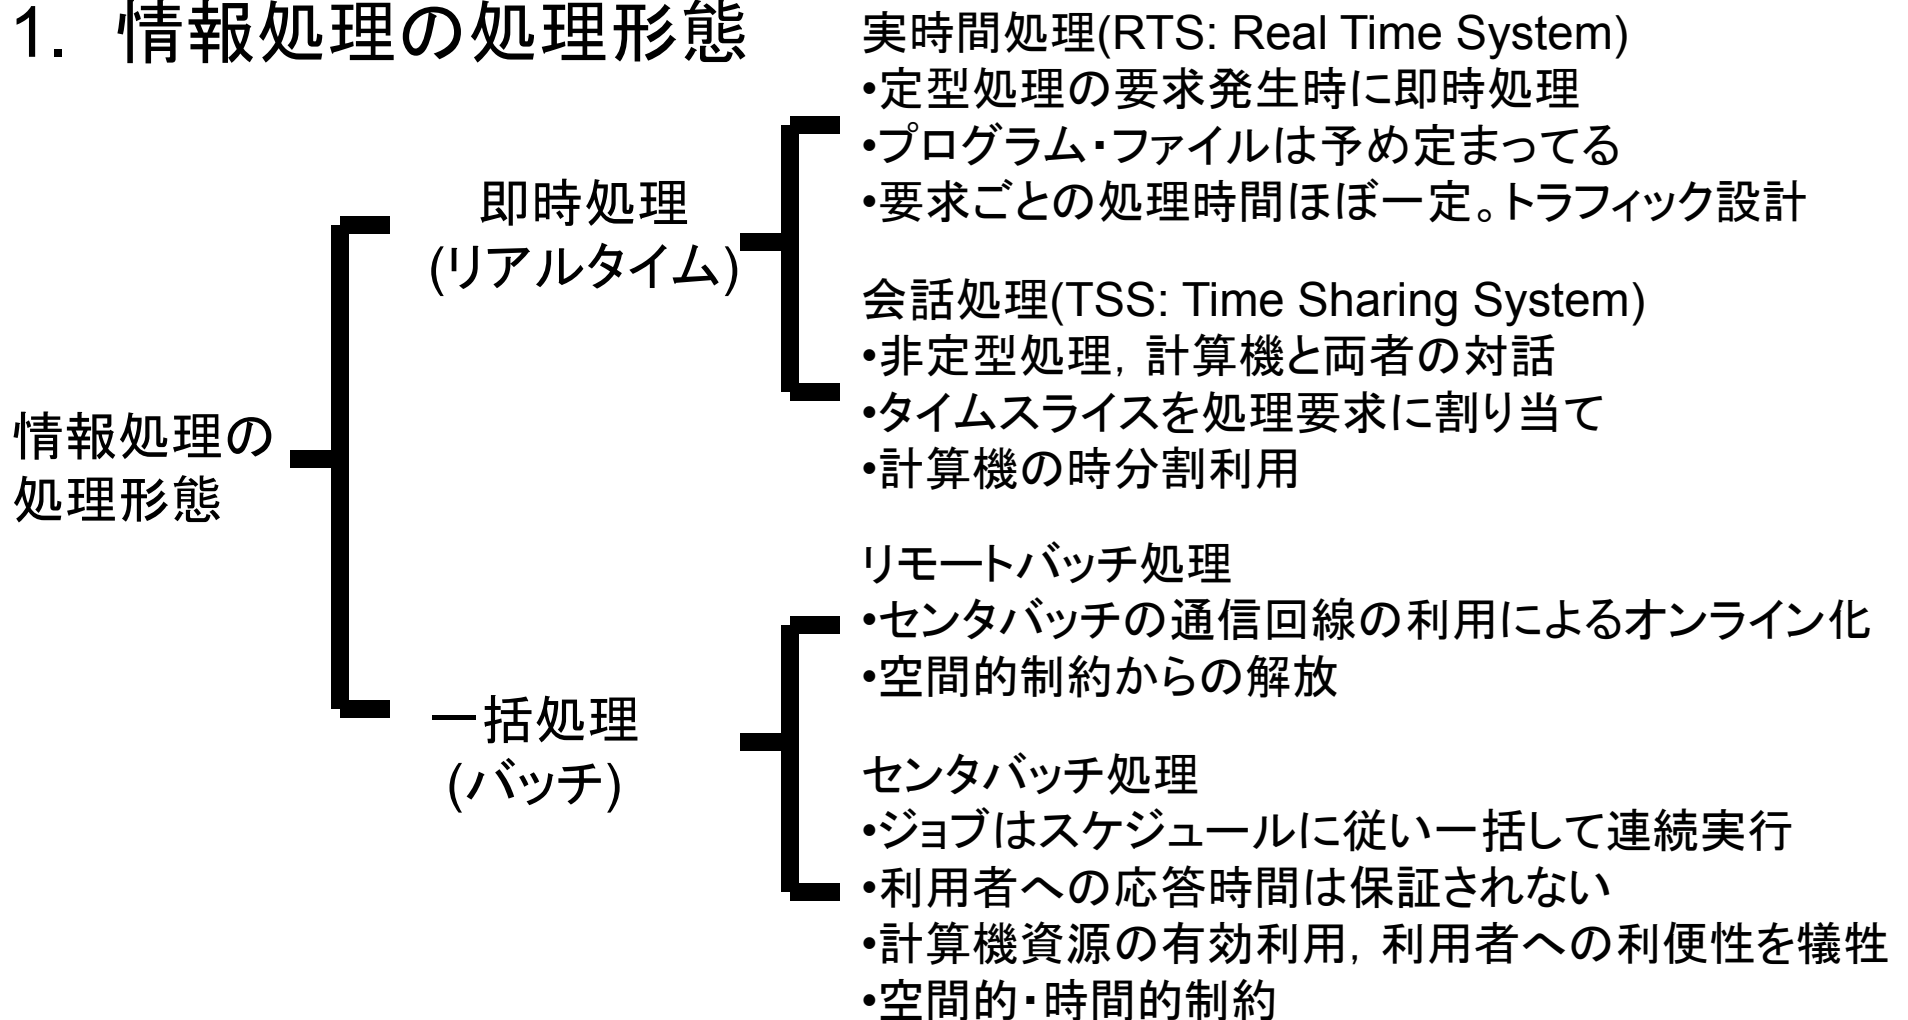 1. 情報処理の処理形態
情報処理の
処理形態
即時処理
(リアルタイム)
実時間処理(RTS: Real Time System)
•定型処理の要求発生時に即時処理
•プログラム・ファイルは予め定まってる
•要求ごとの処理時間ほぼ一定。トラフィック設計
会話処理(TSS: Time Sharing System)
•非定型処理, 計算機と両者の対話
•タイムスライスを処理要求に割り当て
•計算機の時分割利用
一括処理
(バッチ)
リモートバッチ処理
•センタバッチの通信回線の利用によるオンライン化
•空間的制約からの解放
センタバッチ処理
•ジョブはスケジュールに従い一括して連続実行
•利用者への応答時間は保証されない
•計算機資源の有効利用, 利用者への利便性を犠牲
•空間的・時間的制約